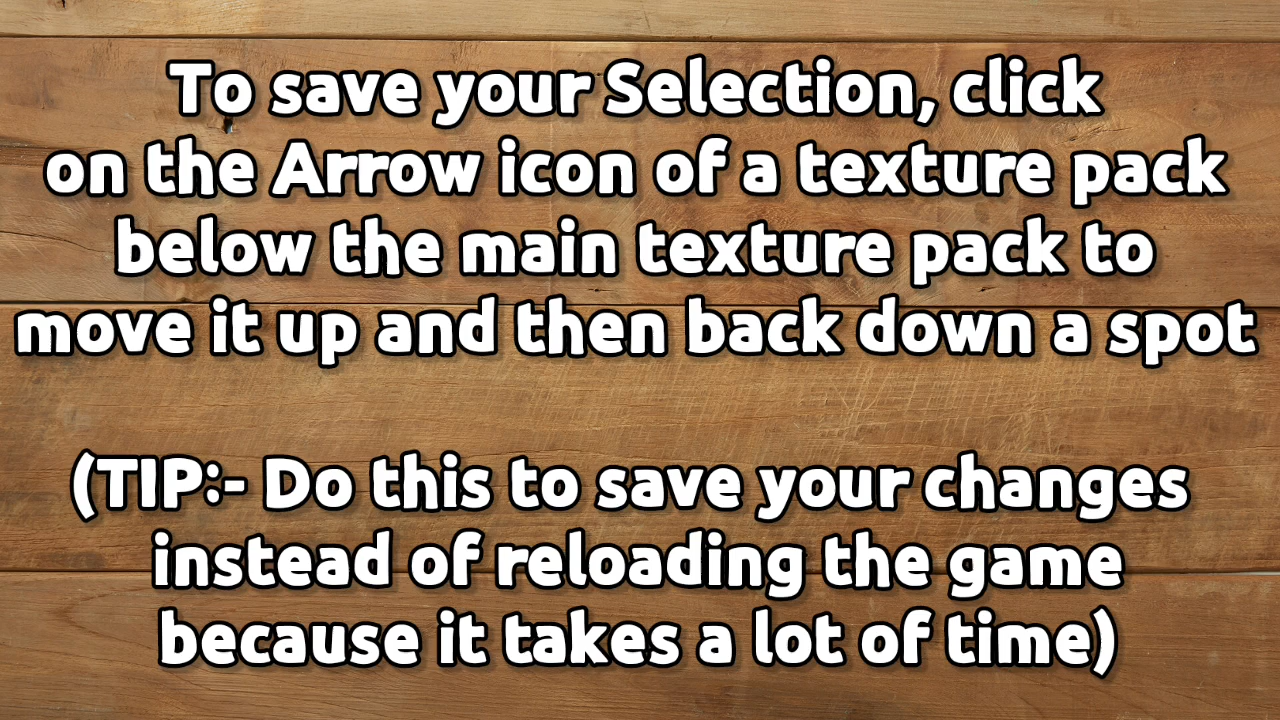 To save your Selection, click
on the Arrow icon of a texture pack
below the main texture pack to
move it up and then back down a spot
(TIP:- Do this to save your changes
instead of reloading the game
because it takes a lot of time)